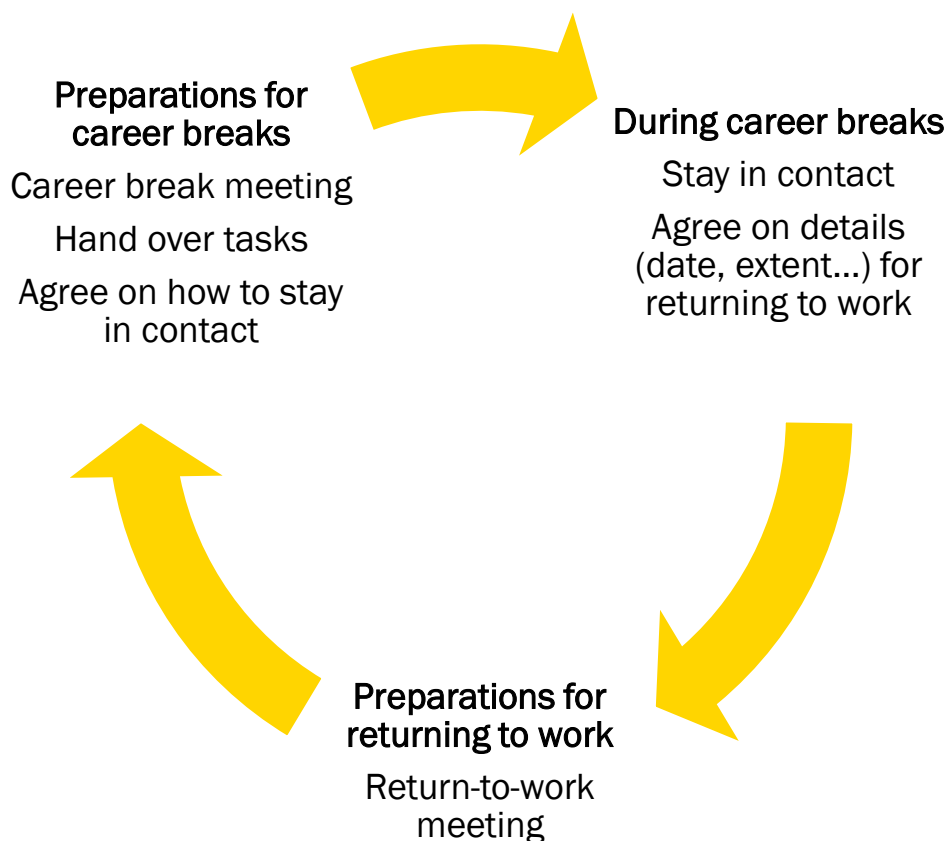 Preparations for
career breaks
Career break meeting
Hand over tasks
Agree on how to stay
in contact
During career breaks
Stay in contact
Agree on details
(date, extent...) for
returning to work
Preparations for
returning to work
Return-to-work
meeting